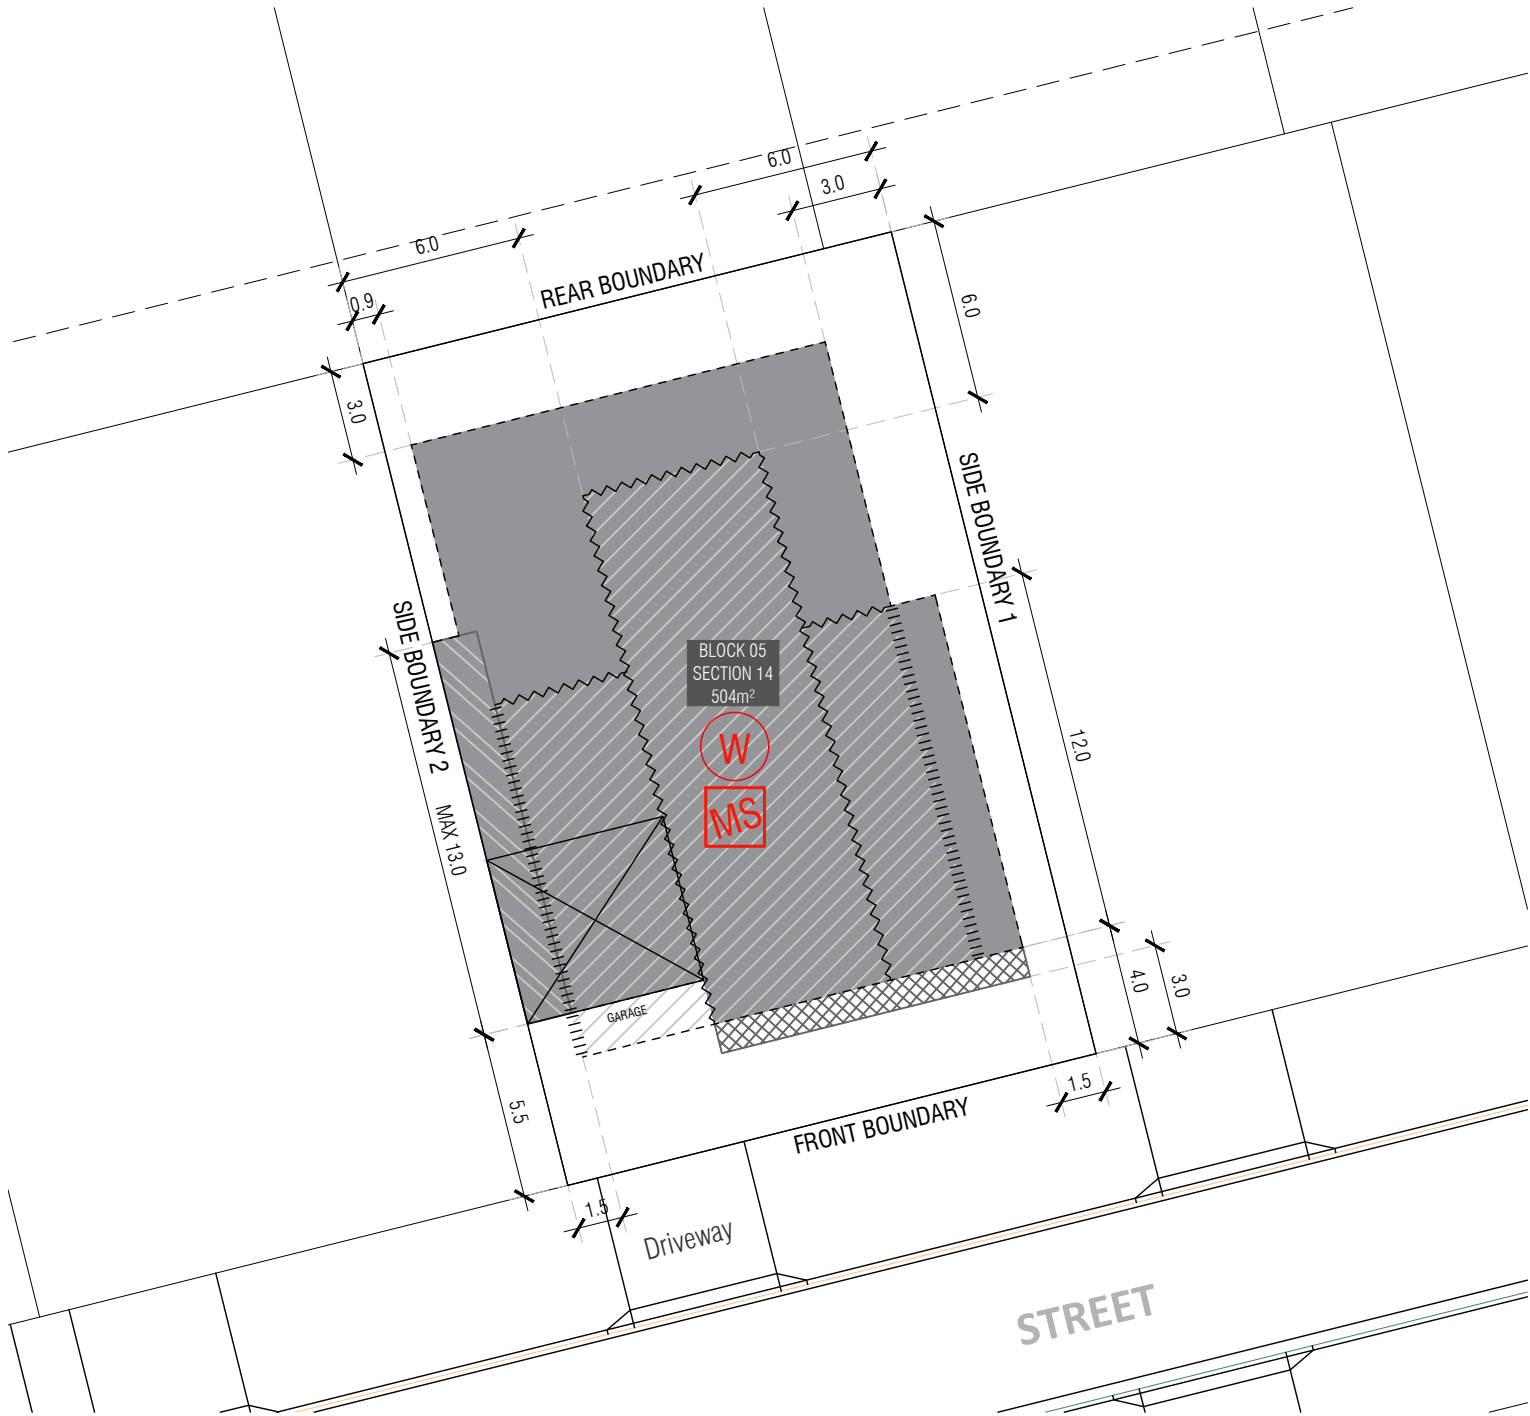 6.0
3.0
6.0
0.9
REAR BOUNDARY
6.0
3.0
SIDE BOUNDARY 1
SIDE BOUNDARY 2
BLOCK 05
SECTION 14
504m²
W
MS
12.0
MAX 13.0
4.0
3.0
GARAGE
5.5
1.5
FRONT BOUNDARY
1.5
Driveway
STREET